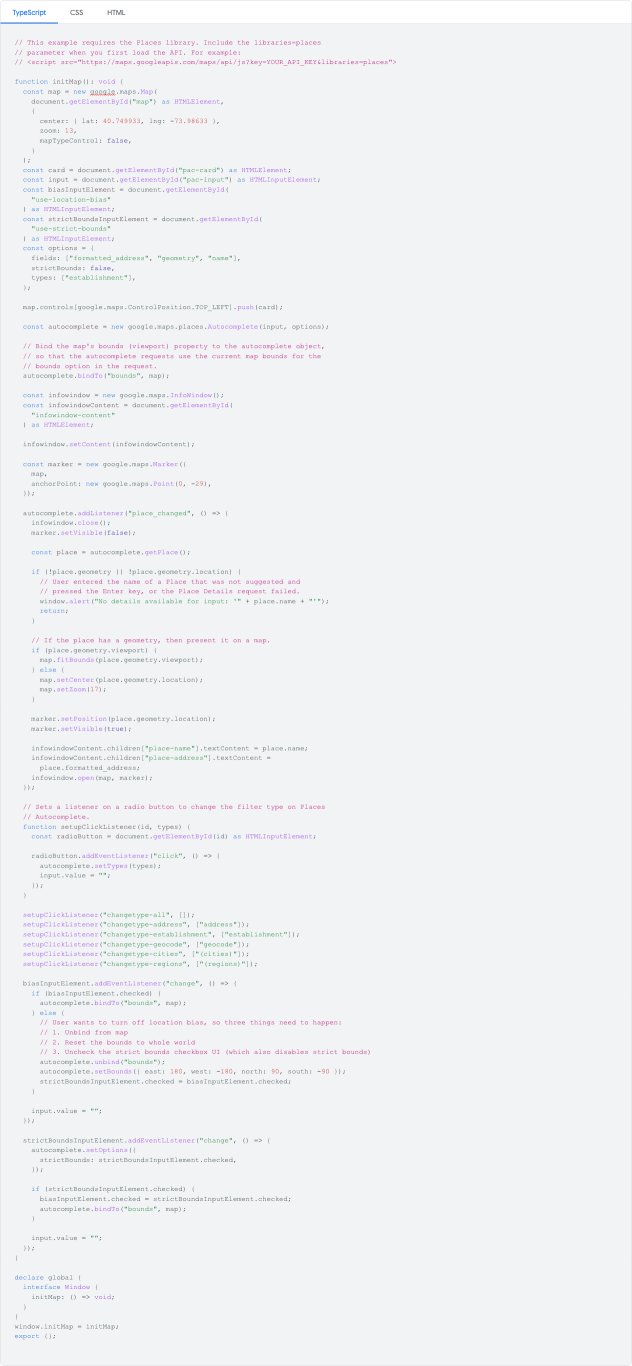 TypeScript CSS HTML
// This example requires the Places library. Include the libraries=places
// parameter when you first load the API. For example:
// <script src="https://maps.googleapis.com/maps/api/js?key=YOUR_API_KEY&libraries=places">
function initMap(): void {
  const map = new google.maps.Map(
    document.getElementById("map") as HTMLElement,
    {
      center: { lat: 40.749933, lng: -73.98633 },
      zoom: 13,
      mapTypeControl: false,
    }
  );
  const card = document.getElementById("pac-card") as HTMLElement;
  const input = document.getElementById("pac-input") as HTMLInputElement;
  const biasInputElement = document.getElementById(
    "use-location-bias"
  ) as HTMLInputElement;
  const strictBoundsInputElement = document.getElementById(
    "use-strict-bounds"
  ) as HTMLInputElement;
  const options = {
    fields: ["formatted_address", "geometry", "name"],
    strictBounds: false,
    types: ["establishment"],
  };
  map.controls[google.maps.ControlPosition.TOP_LEFT].push(card);
  const autocomplete = new google.maps.places.Autocomplete(input, options);
  // Bind the map's bounds (viewport) property to the autocomplete object,
  // so that the autocomplete requests use the current map bounds for the
  // bounds option in the request.
  autocomplete.bindTo("bounds", map);
  const infowindow = new google.maps.InfoWindow();
  const infowindowContent = document.getElementById(
    "infowindow-content"
  ) as HTMLElement;
  infowindow.setContent(infowindowContent);
  const marker = new google.maps.Marker({
    map,
    anchorPoint: new google.maps.Point(0, -29),
  });
  autocomplete.addListener("place_changed", () => {
    infowindow.close();
    marker.setVisible(false);
    const place = autocomplete.getPlace();
    if (!place.geometry || !place.geometry.location) {
      // User entered the name of a Place that was not suggested and
      // pressed the Enter key, or the Place Details request failed.
      window.alert("No details available for input: '" + place.name + "'");
      return;
    }
    // If the place has a geometry, then present it on a map.
    if (place.geometry.viewport) {
      map.fitBounds(place.geometry.viewport);
    } else {
      map.setCenter(place.geometry.location);
      map.setZoom(17);
    }
    marker.setPosition(place.geometry.location);
    marker.setVisible(true);
    infowindowContent.children["place-name"].textContent = place.name;
    infowindowContent.children["place-address"].textContent =
      place.formatted_address;
    infowindow.open(map, marker);
  });
  // Sets a listener on a radio button to change the filter type on Places
  // Autocomplete.
  function setupClickListener(id, types) {
    const radioButton = document.getElementById(id) as HTMLInputElement;
    radioButton.addEventListener("click", () => {
      autocomplete.setTypes(types);
      input.value = "";
    });
  }
  setupClickListener("changetype-all", []);
  setupClickListener("changetype-address", ["address"]);
  setupClickListener("changetype-establishment", ["establishment"]);
  setupClickListener("changetype-geocode", ["geocode"]);
  setupClickListener("changetype-cities", ["(cities)"]);
  setupClickListener("changetype-regions", ["(regions)"]);
  biasInputElement.addEventListener("change", () => {
    if (biasInputElement.checked) {
      autocomplete.bindTo("bounds", map);
    } else {
      // User wants to turn off location bias, so three things need to happen:
      // 1. Unbind from map
      // 2. Reset the bounds to whole world
      // 3. Uncheck the strict bounds checkbox UI (which also disables strict bounds)
      autocomplete.unbind("bounds");
      autocomplete.setBounds({ east: 180, west: -180, north: 90, south: -90 });
      strictBoundsInputElement.checked = biasInputElement.checked;
    }
    input.value = "";
  });
  strictBoundsInputElement.addEventListener("change", () => {
    autocomplete.setOptions({
      strictBounds: strictBoundsInputElement.checked,
    });
    if (strictBoundsInputElement.checked) {
      biasInputElement.checked = strictBoundsInputElement.checked;
      autocomplete.bindTo("bounds", map);
    }
    input.value = "";
  });
}
declare global {
  interface Window {
    initMap: () => void;
  }
}
window.initMap = initMap;
export {};